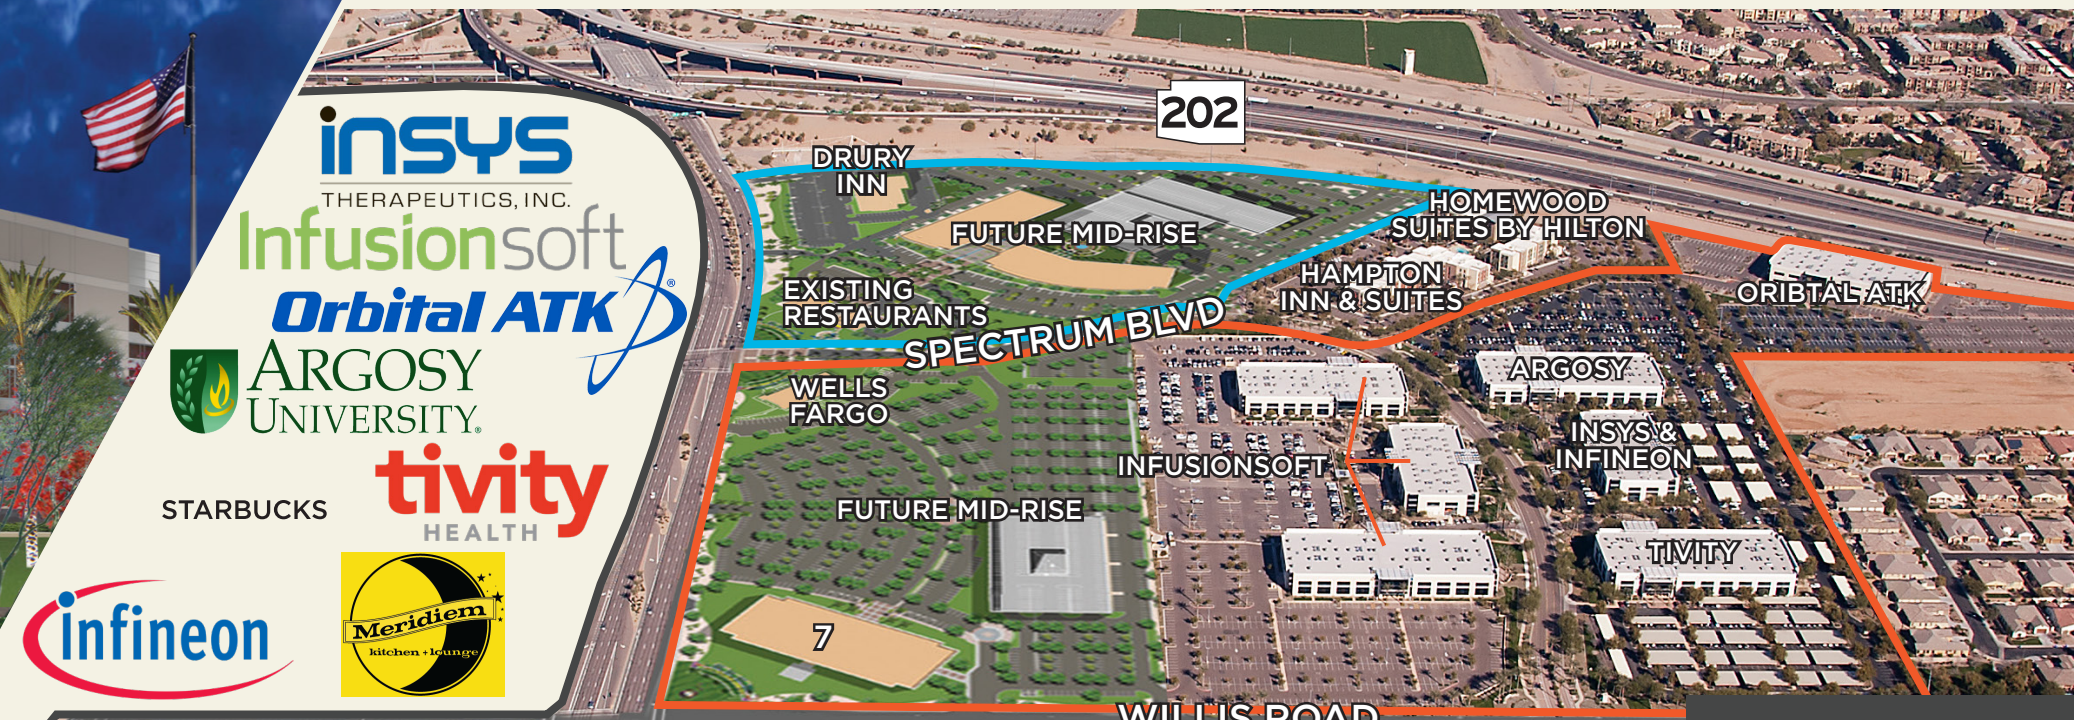 insys
THERAPEUTICS, INC.
Infusionsoft
Orbital ATK®
ARGOSY
UNIVERSITY®
tivity
HEALTH
STARBUCKS
infineon
Meridiem
kitchen + lounge
202
DRURY
INN
FUTURE MID-RISE
EXISTING
RESTAURANTS
SPECTRUM BLVD
HOMEWOOD
SUITES BY HILTON
HAMPTON
INN & SUITES
ORIBTAL ATK
WELLS
FARGO
ARGOSY
INSYS &
INFINEON
INFUSIONSOFT
FUTURE MID-RISE
TIVITY
7
WILLIS ROAD